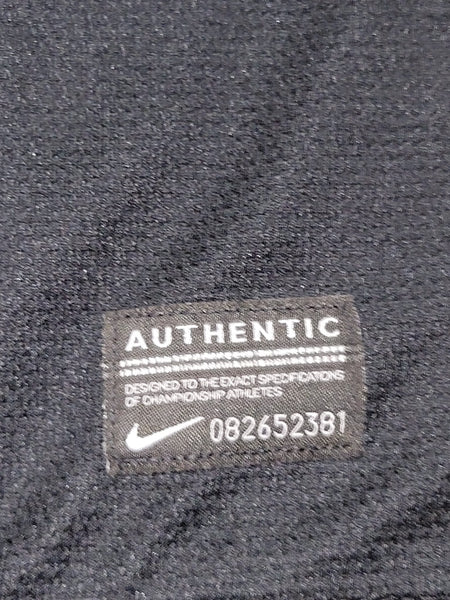 AUTHENTIC
DESIGNED TO THE EXACT SPECIFICATIONS
OF CHAMPIONSHIP ATHLETES
082652381